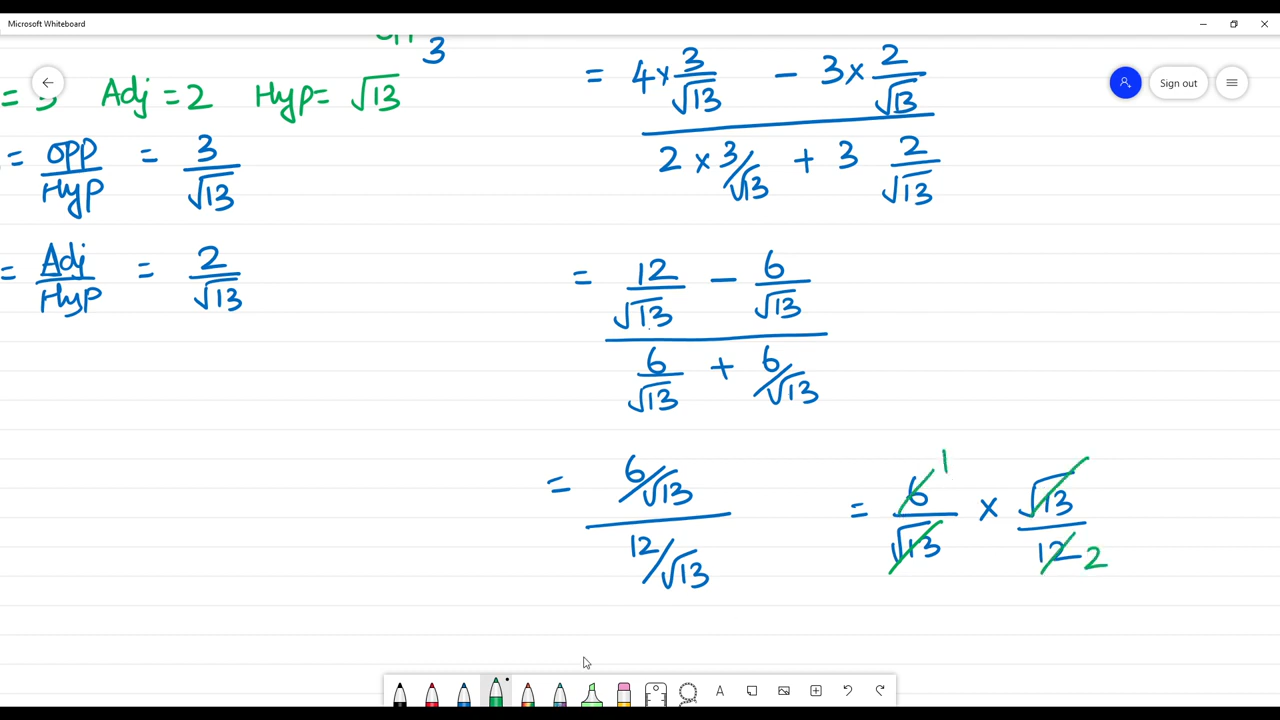 Microsoft Whiteboard
Sign out
3
= 3 Adj = 2 Hyp = √13
= opp/Hyp = 3/√13
= Adj/Hyp = 2/√13
= (4 × 3/√13 − 3 × 2/√13) / (2 × 3/√13 + 3 2/√13)
= (12/√13 − 6/√13) / (6/√13 + 6/√13)
= (6/√13) / (12/√13) = 6/√13 × √13/12
1
2
A